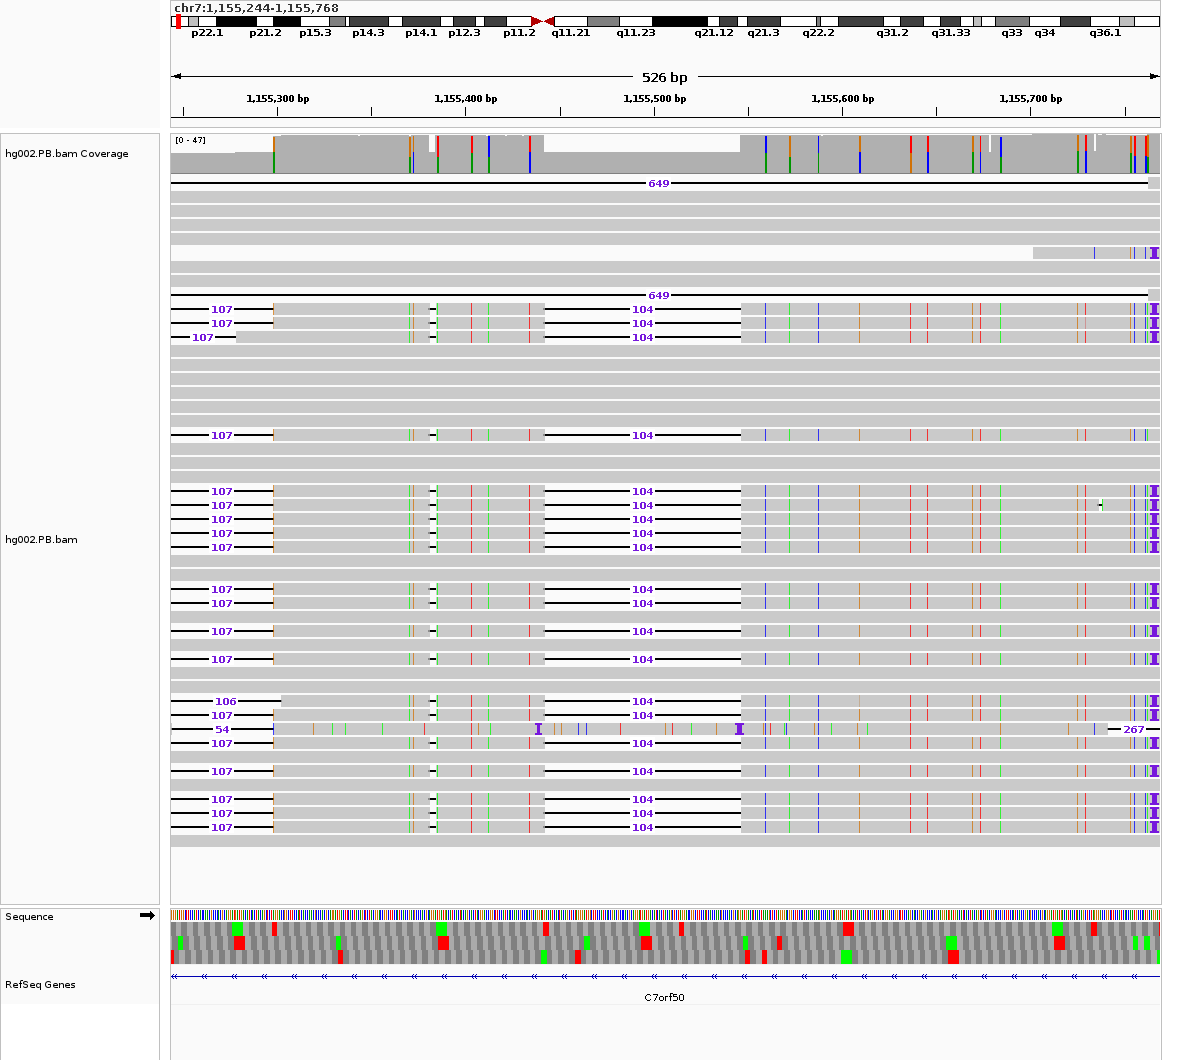 chr7:1,155,244-1,155,768
p22.1 p21.2 p15.3 p14.3 p14.1 p12.3 p11.2 q11.21 q11.23 q21.12 q21.3 q22.2 q31.2 q31.33 q33 q34 q36.1
526 bp
1,155,300 bp 1,155,400 bp 1,155,500 bp 1,155,600 bp 1,155,700 bp
[0 - 47]
hg002.PB.bam Coverage
649
649
107 104
107 104
107 104
107 104
107 104
107 104
107 104
107 104
hg002.PB.bam
107 104
107 104
107 104
107 104
107 104
106 104
107 104
54 267
107 104
107 104
107 104
107 104
107 104
Sequence
RefSeq Genes
C7orf50